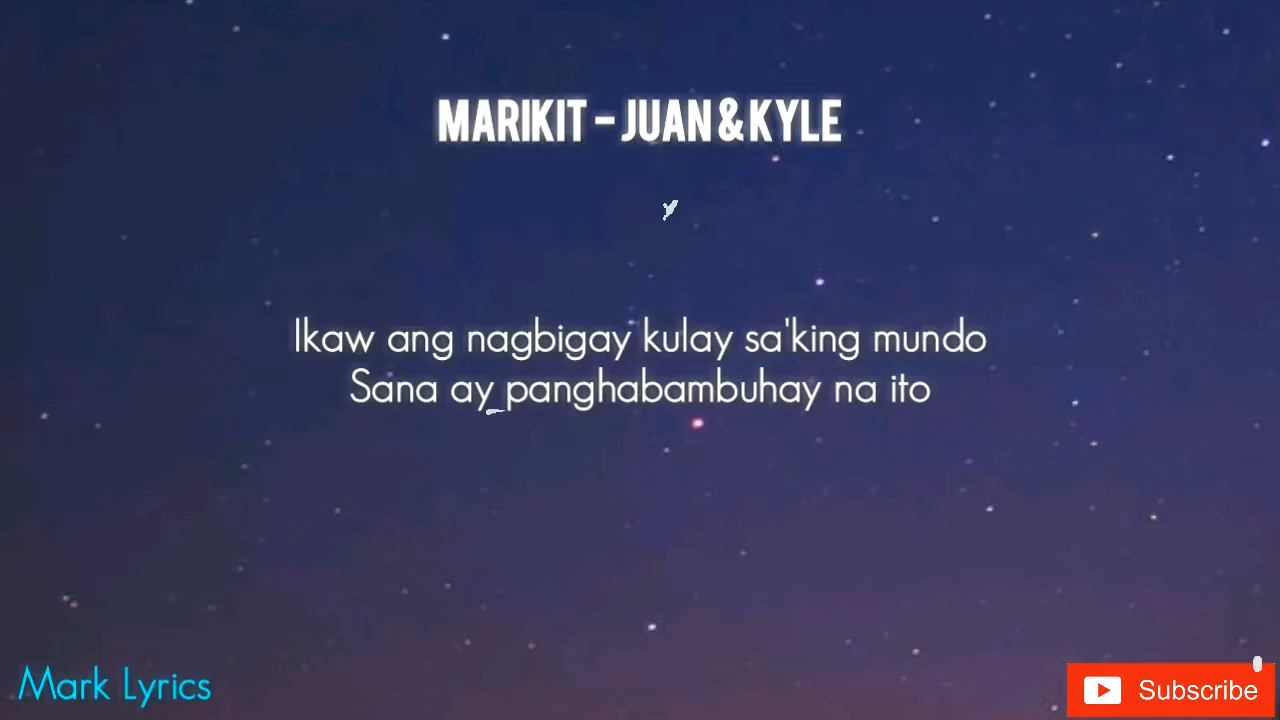 MARIKIT - JUAN & KYLE
Ikaw ang nagbigay kulay sa'king mundo
Sana ay panghabambuhay na ito
Mark Lyrics
Subscribe